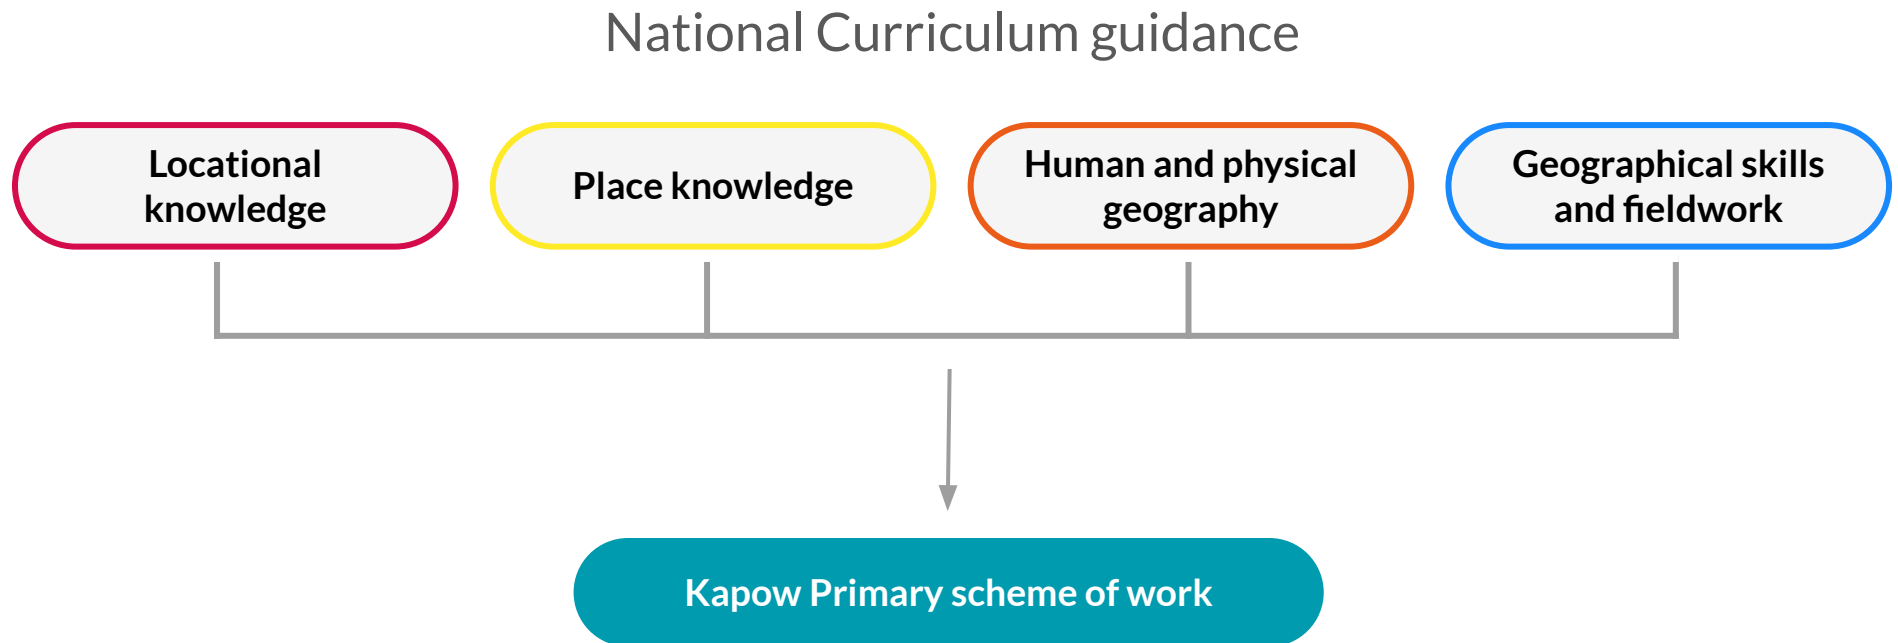 National Curriculum guidance
Locational
knowledge
Place knowledge
Human and physical
geography
Geographical skills
and fieldwork
Kapow Primary scheme of work